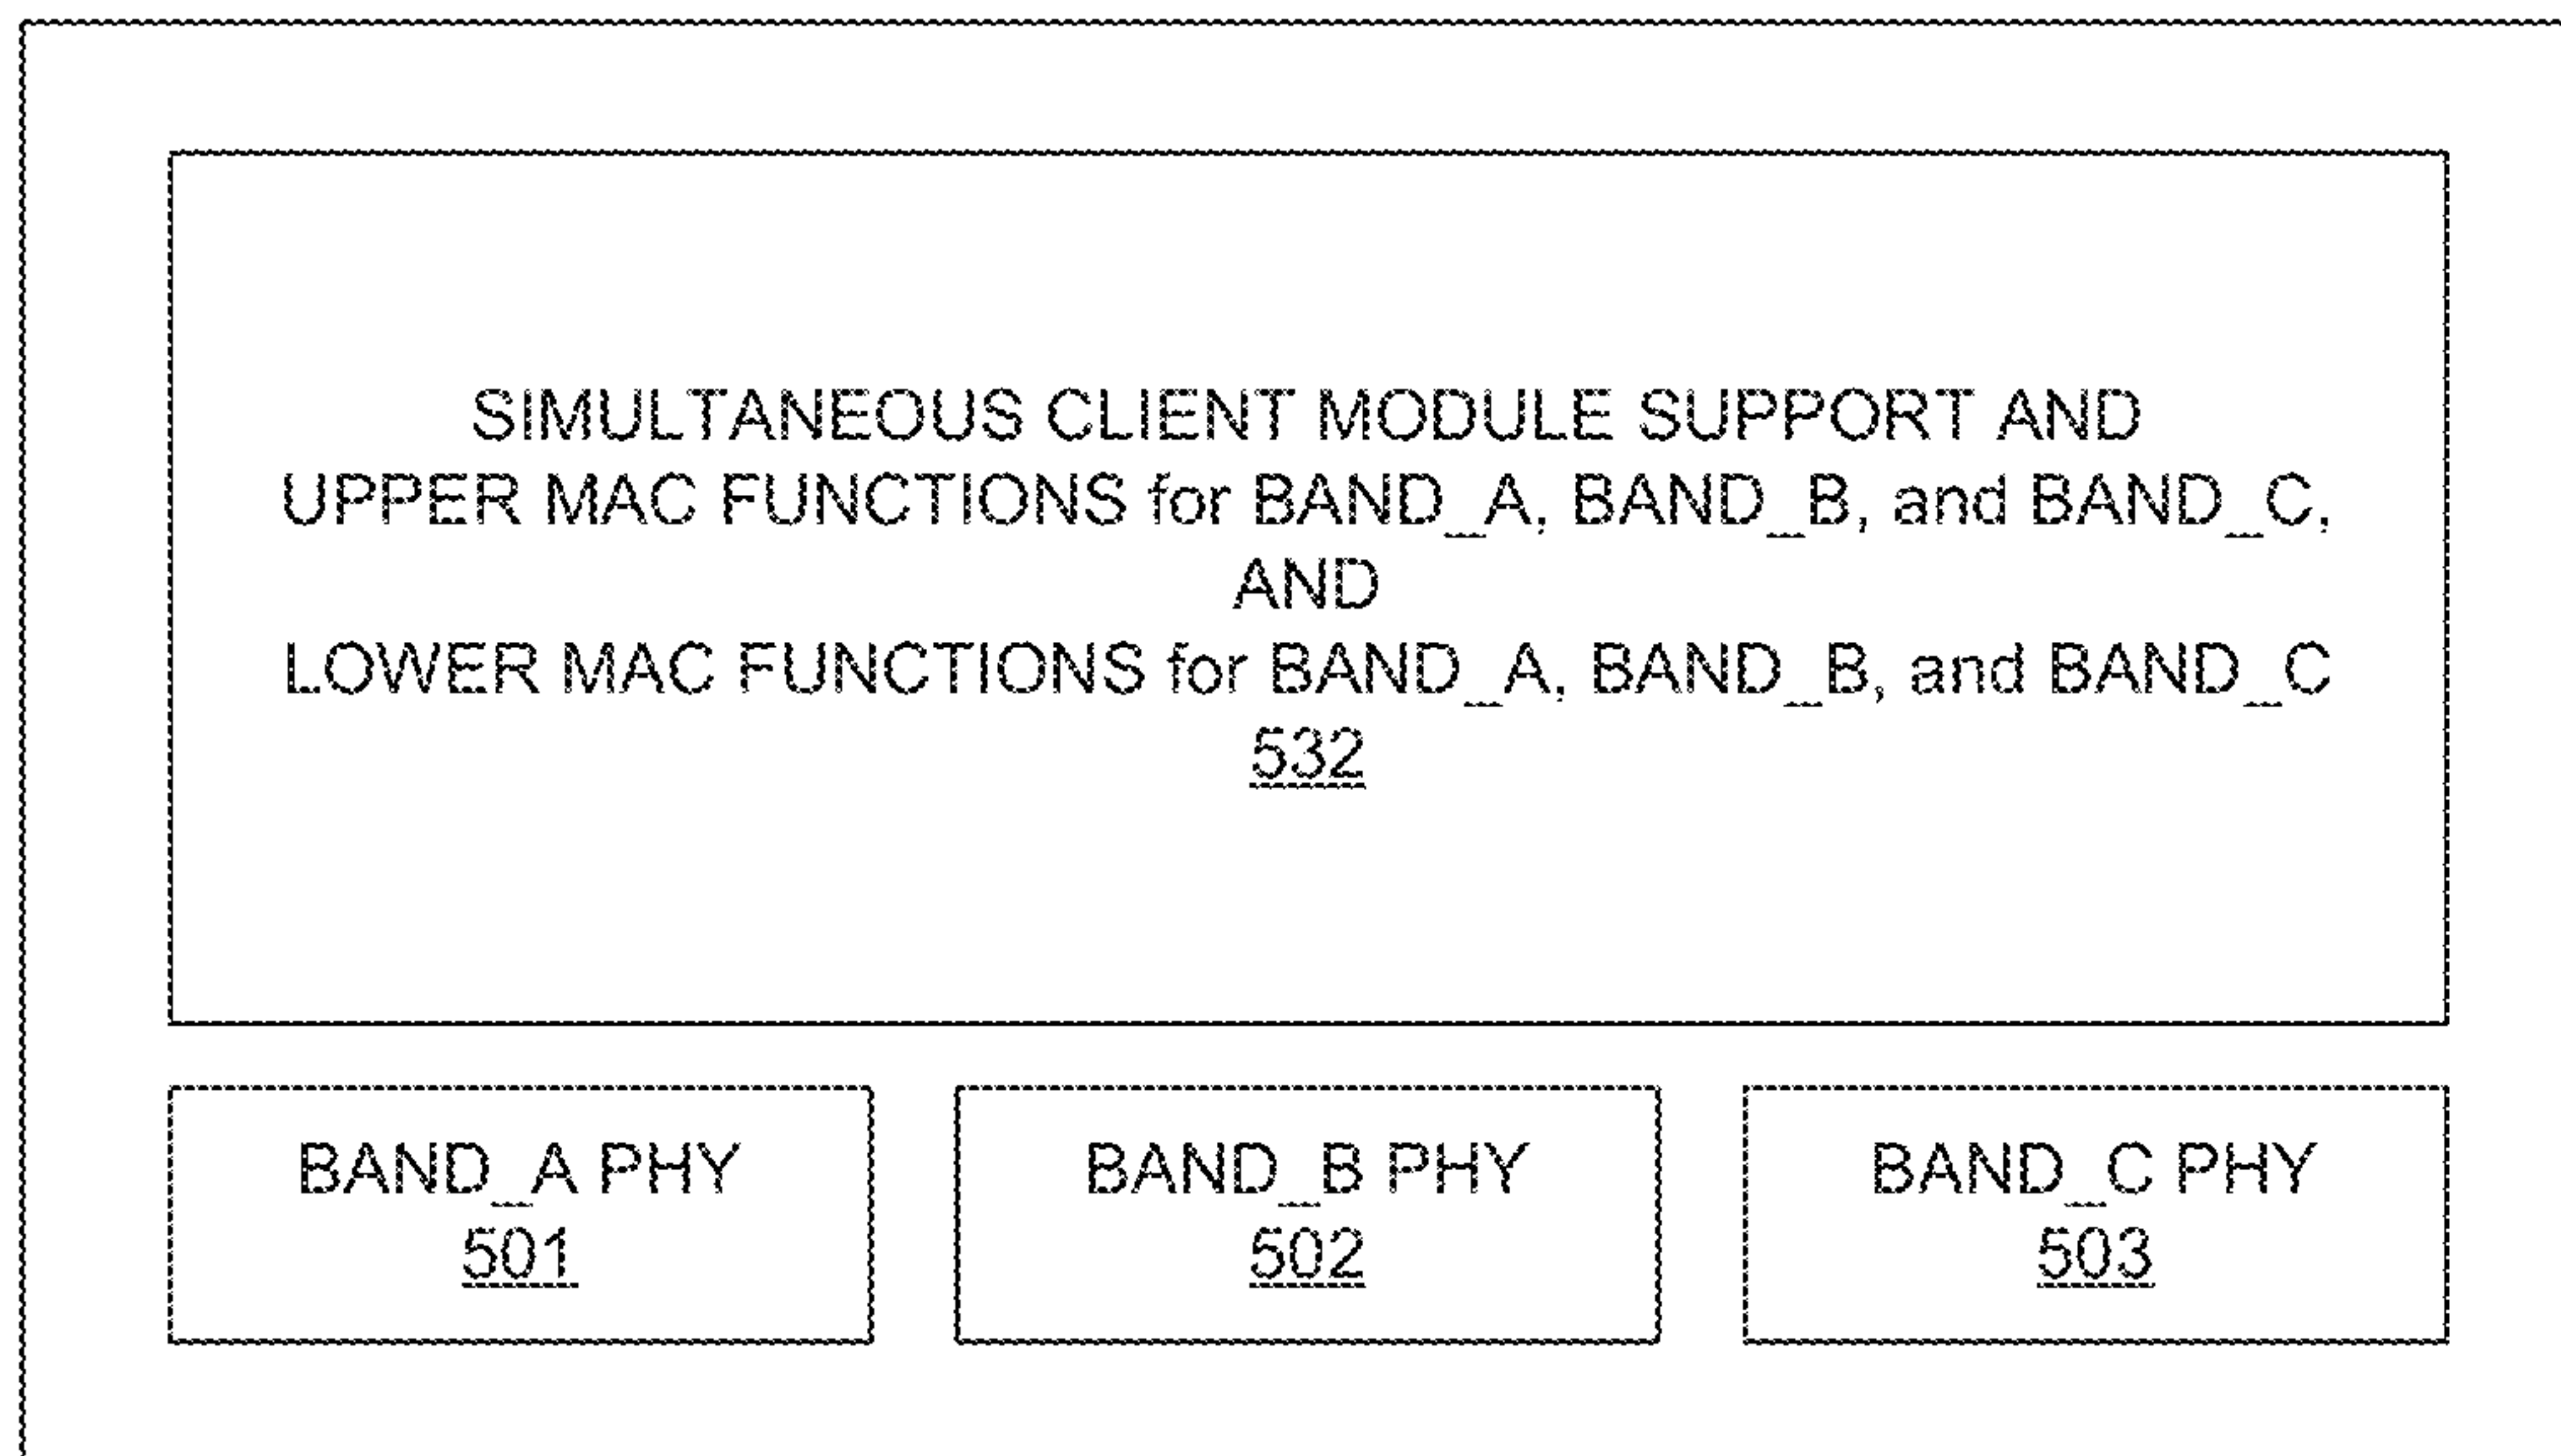 SIMULTANEOUS CLIENT MODULE SUPPORT AND
UPPER MAC FUNCTIONS for BAND_A, BAND_B, and BAND_C,
AND
LOWER MAC FUNCTIONS for BAND_A, BAND_B, and BAND_C
532
BAND_A PHY
501
BAND_B PHY
502
BAND_C PHY
503